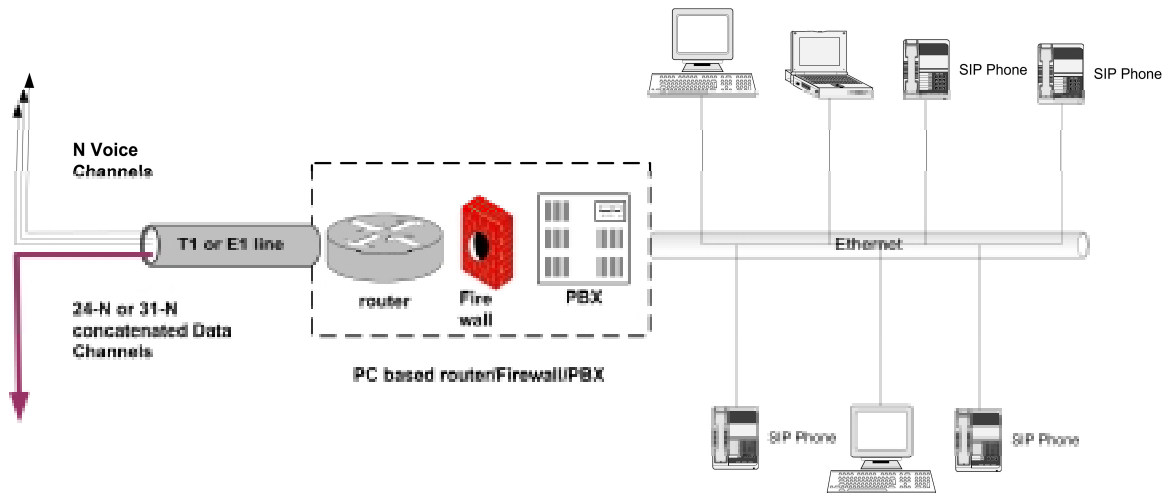 SIP Phone
SIP Phone
N Voice
Channels
T1 or E1 line
Ethernet
router
Fire
wall
PBX
24-N or 31-N
concatenated Data
Channels
PC based router/Firewall/PBX
SIP Phone
SIP Phone